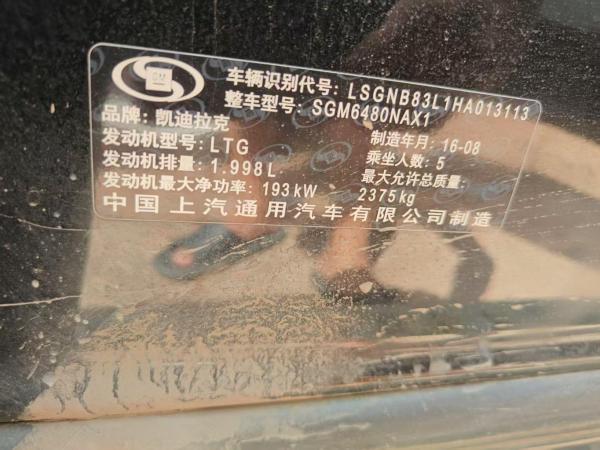 车辆识别代号: LSGNB83L1HA013113
整车型号: SGM6480NAX1
品牌: 凯迪拉克
制造年月: 16-08
发动机型号: LTG
乘坐人数: 5
发动机排量: 1.998L
最大允许总质量:
发动机最大净功率: 193kW
2375kg
中国上汽通用汽车有限公司制造